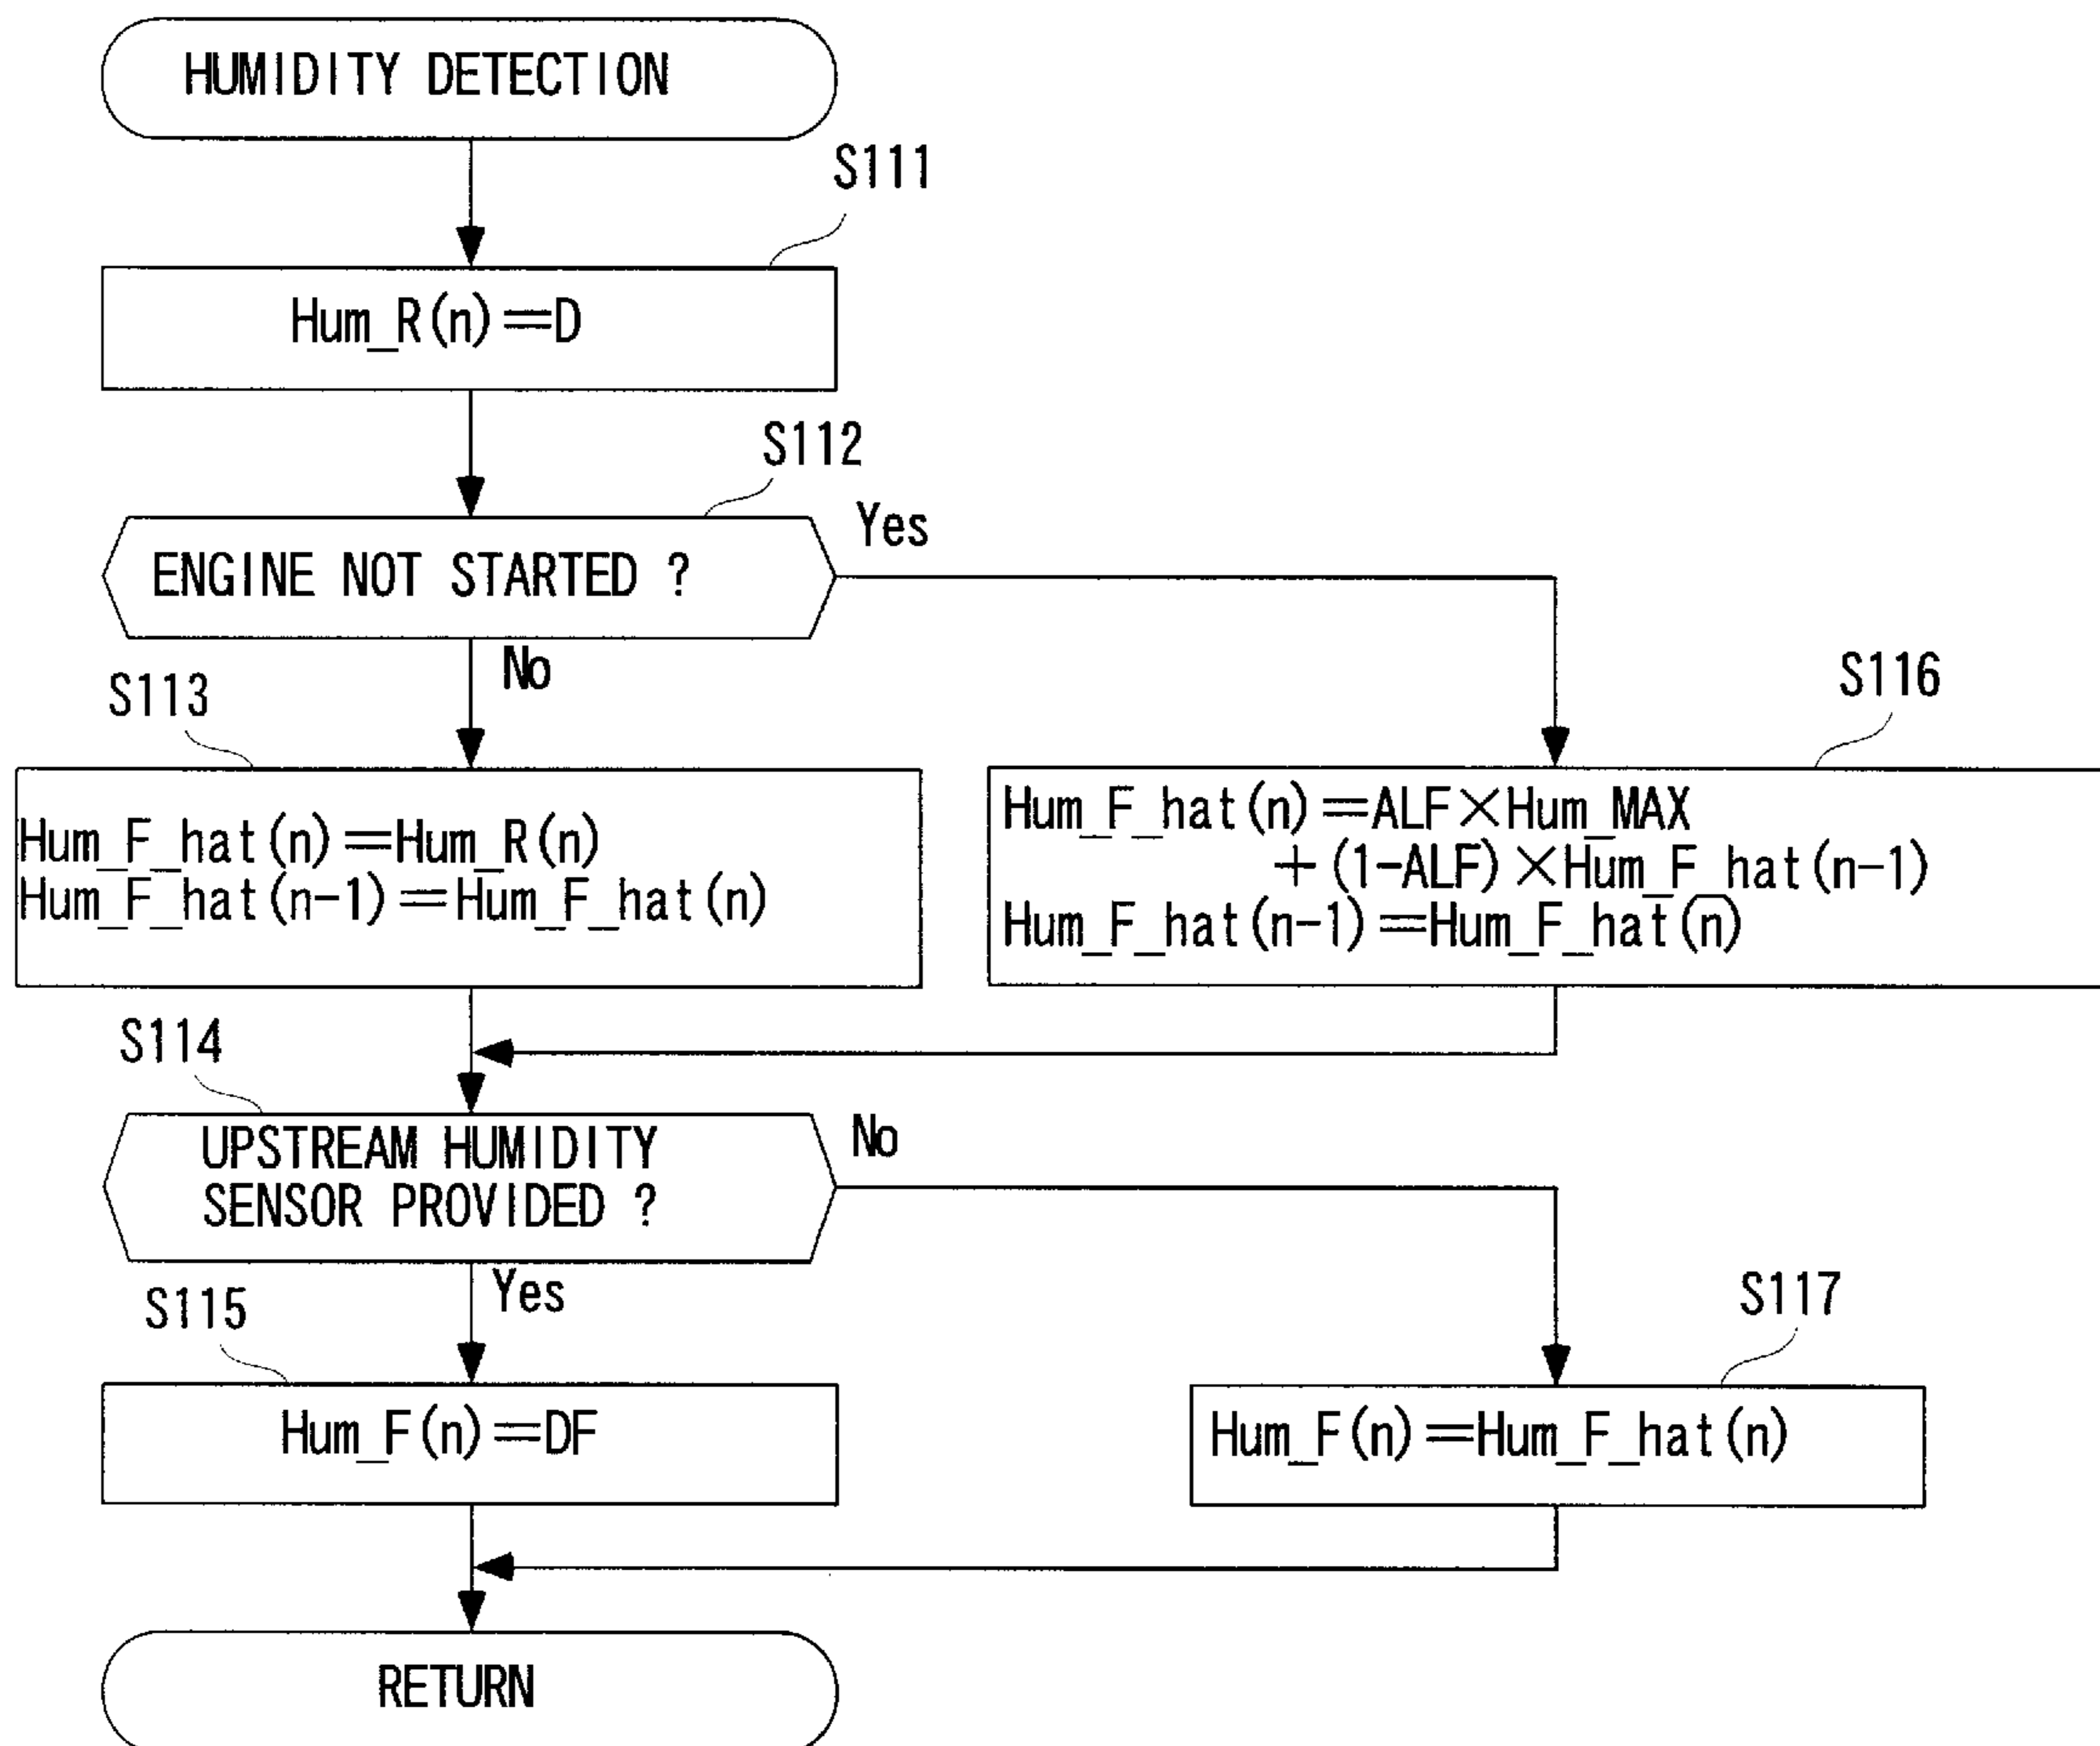 HUMIDITY DETECTION
S111
Hum_R(n)=D
S112
ENGINE NOT STARTED ?
Yes
No
S113
Hum_F_hat(n)=Hum_R(n)
Hum_F_hat(n-1)=Hum_F_hat(n)
S116
Hum_F_hat(n)=ALF×Hum_MAX
+(1-ALF)×Hum_F_hat(n-1)
Hum_F_hat(n-1)=Hum_F_hat(n)
S114
UPSTREAM HUMIDITY
SENSOR PROVIDED ?
No
Yes
S115
Hum_F(n)=DF
S117
Hum_F(n)=Hum_F_hat(n)
RETURN